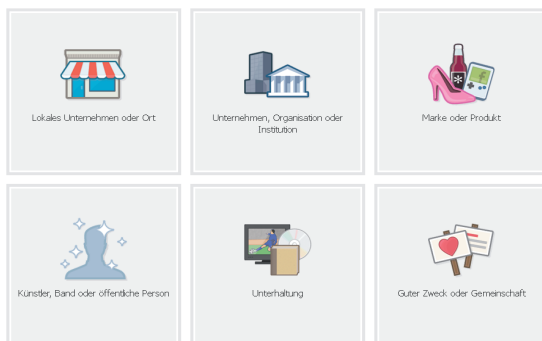 Lokales Unternehmen oder Ort
Unternehmen, Organisation oder
Institution
Marke oder Produkt
Künstler, Band oder öffentliche Person
Unterhaltung
Guter Zweck oder Gemeinschaft